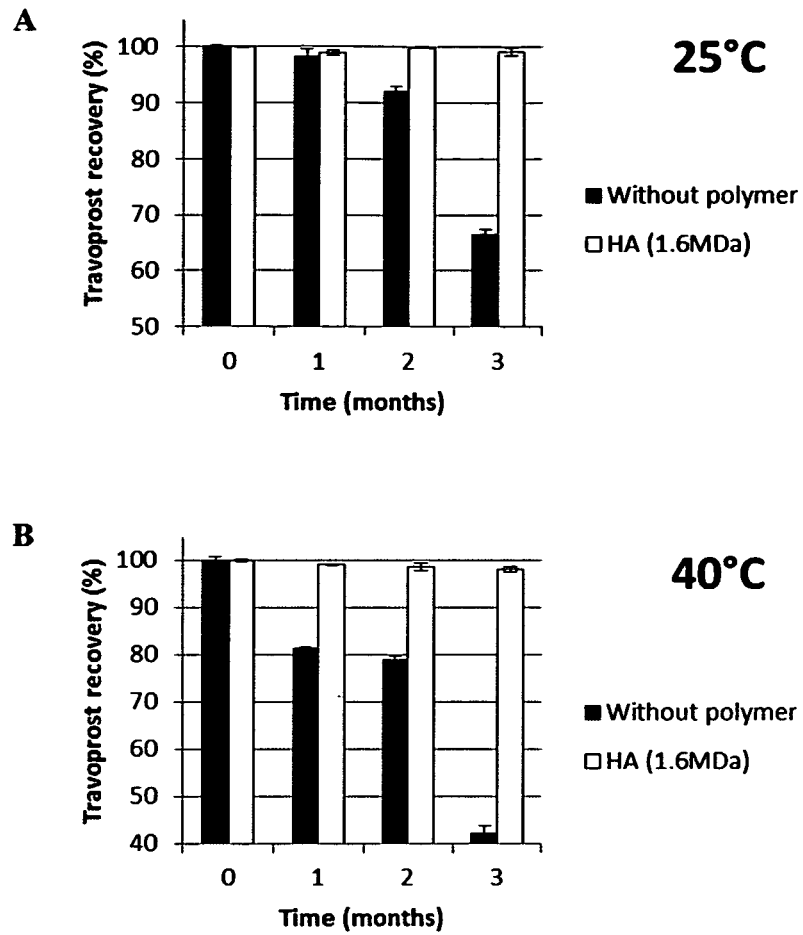 A
Travoprost recovery (%)
100
90
80
70
60
50
0 1 2 3
Time (months)
25°C
Without polymer
HA (1.6MDa)
B
Travoprost recovery (%)
100
90
80
70
60
50
40
0 1 2 3
Time (months)
40°C
Without polymer
HA (1.6MDa)